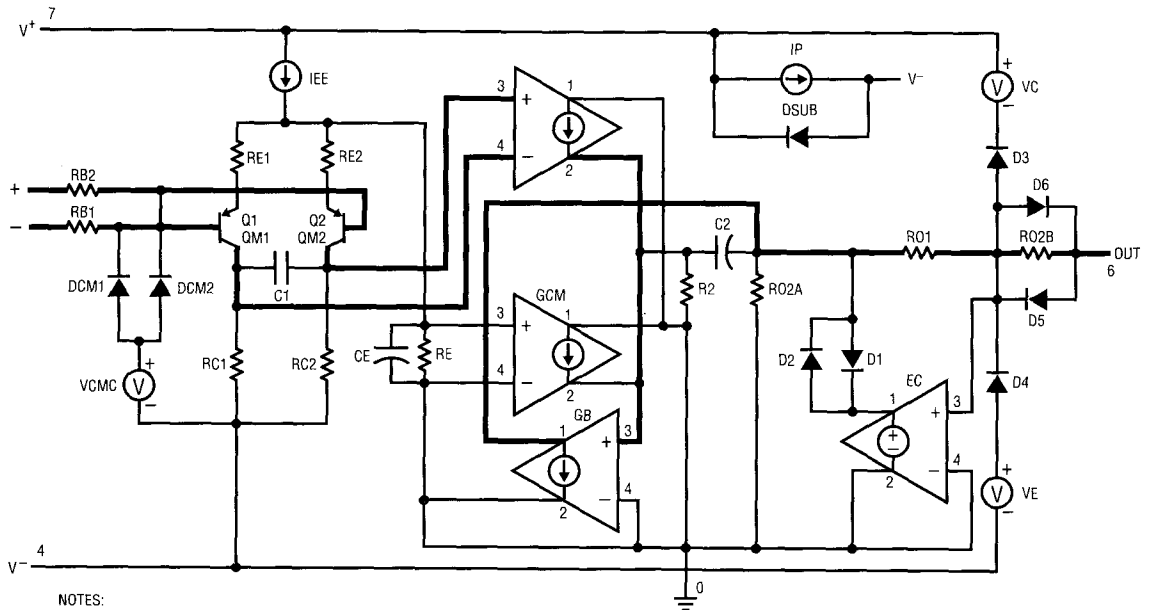 7
V+
IEE
IP
V−
DSUB
+
V
VC
−
3
+
1
4
−
2
RE1
RE2
D3
D6
+
RB2
−
RB1
Q1
QM1
Q2
QM2
C1
C2
RO1
RO2B
OUT
6
DCM1
DCM2
R2
RO2A
D5
GCM
3
+
1
4
−
2
CE
RE
RC1
RC2
D2
D1
D4
VCMC
+
V
−
EC
1
+
3
+
−
2
−
4
GB
1
+
3
2
−
4
+
V
VE
−
4
V−
0
NOTES: